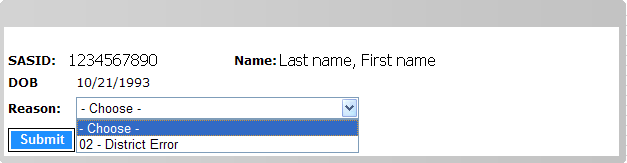 SASID: 1234567890 Name: Last name, First name
DOB 10/21/1993
Reason: - Choose -
- Choose -
Submit 02 - District Error